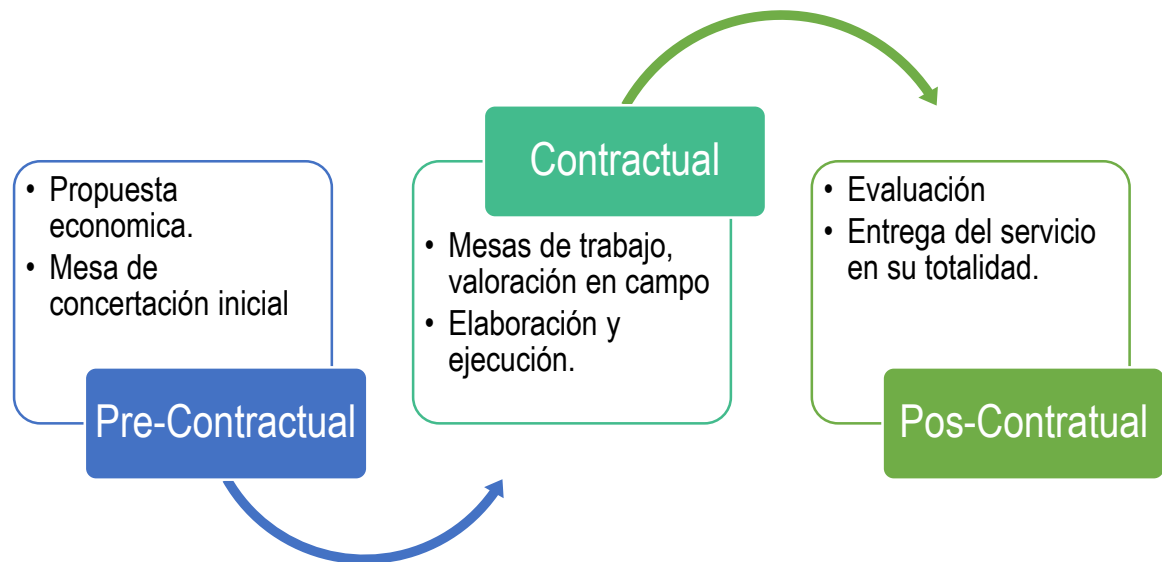 • Propuesta
economica.
• Mesa de
concertación inicial
Pre-Contractual
Contractual
• Mesas de trabajo,
valoración en campo
• Elaboración y
ejecución.
• Evaluación
• Entrega del servicio
en su totalidad.
Pos-Contratual